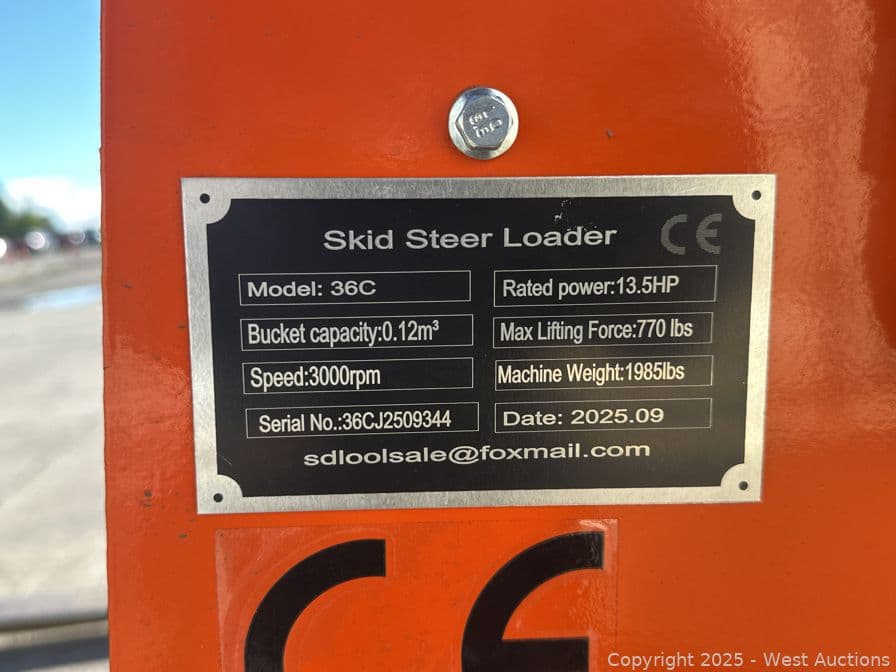 Skid Steer Loader CE
Model: 36C
Rated power:13.5HP
Bucket capacity:0.12m³
Max Lifting Force:770 lbs
Speed:3000rpm
Machine Weight:1985lbs
Serial No.:36CJ2509344
Date: 2025.09
sdloolsale@foxmail.com
CE
Copyright 2025 - West Auctions